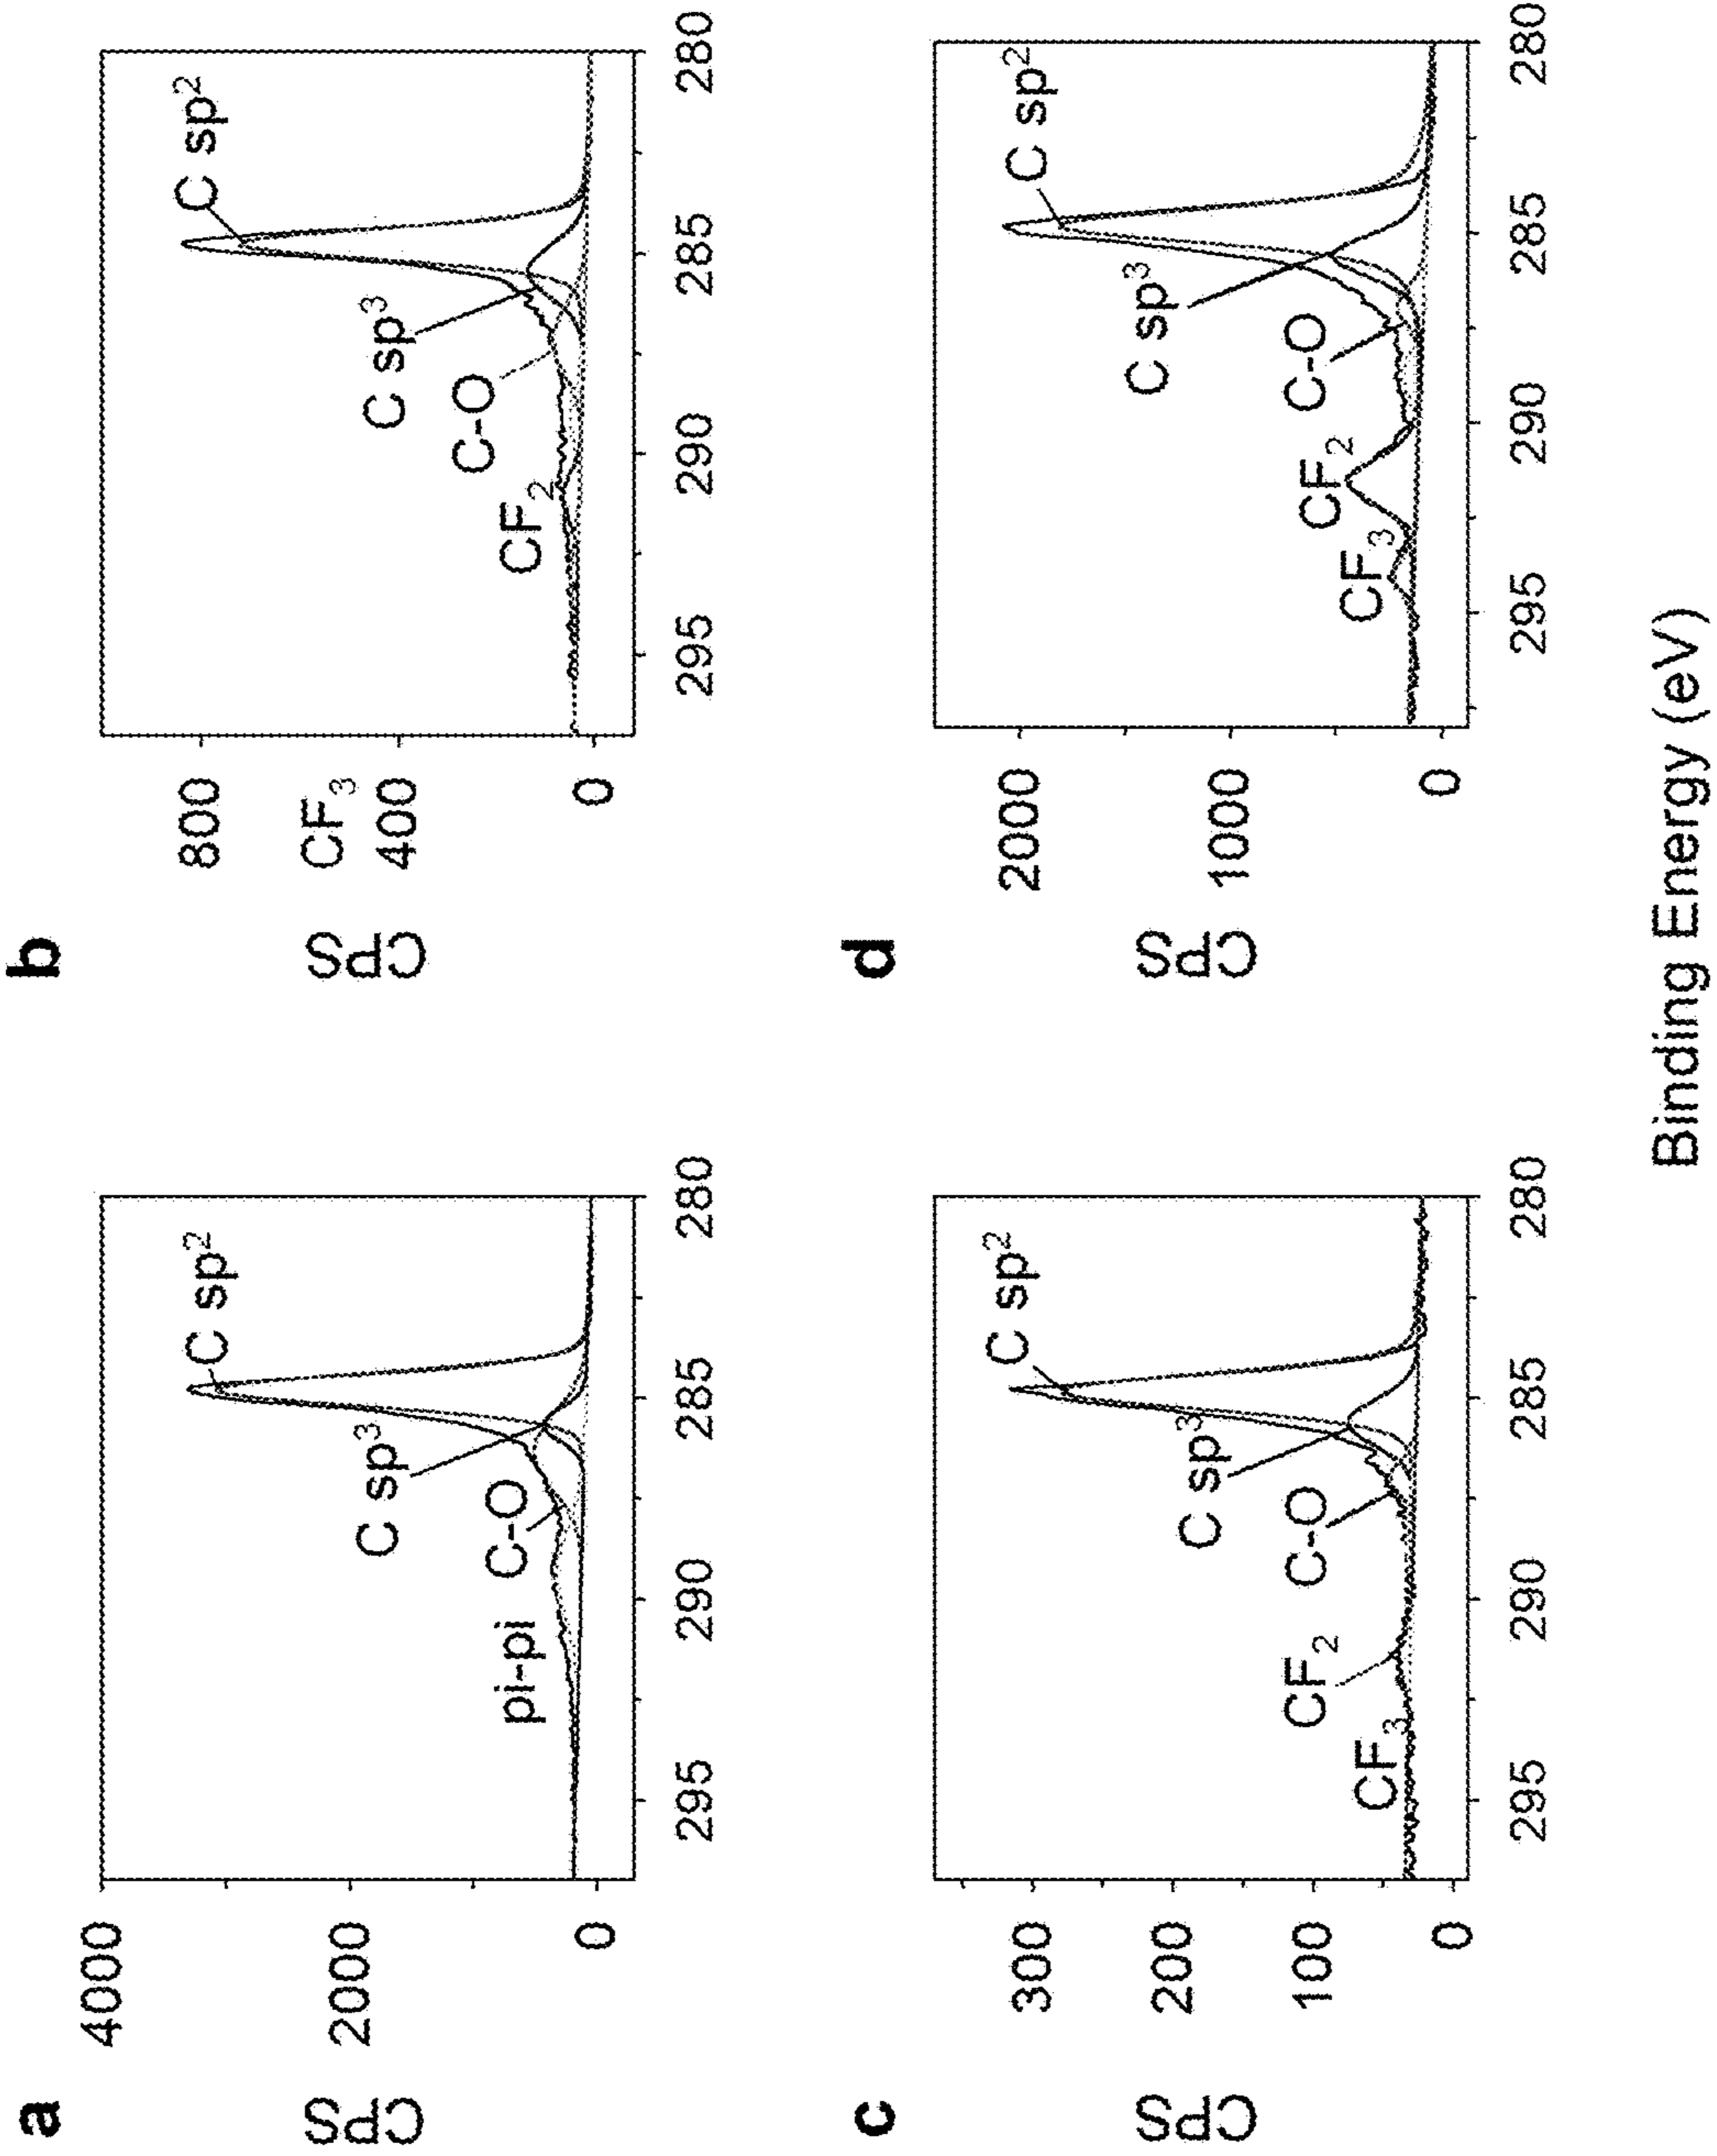 a
CPS
4000
2000
0
C sp²
C sp³
C-O
pi-pi
295
290
285
280
b
CPS
800
CF₃
400
0
C sp²
C sp³
C-O
CF₂
295
290
285
280
c
CPS
300
200
100
0
C sp²
C sp³
C-O
CF₂
CF₃
295
290
285
280
d
CPS
2000
1000
0
C sp²
C sp³
C-O
CF₂
CF₃
295
290
285
280
Binding Energy (eV)